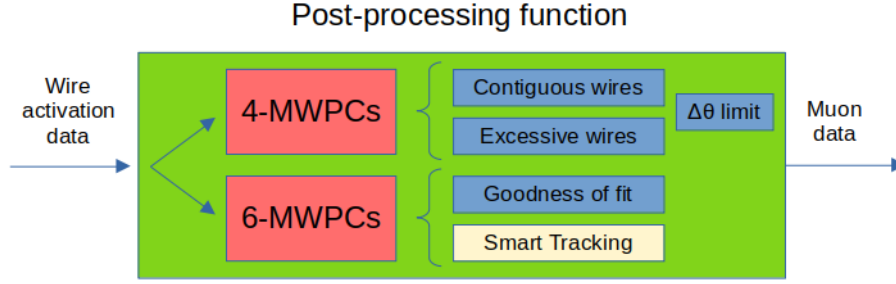 Post-processing function
Wire
activation
data
4-MWPCs
6-MWPCs
Contiguous wires
Excessive wires
Goodness of fit
Smart Tracking
Δθ limit
Muon
data